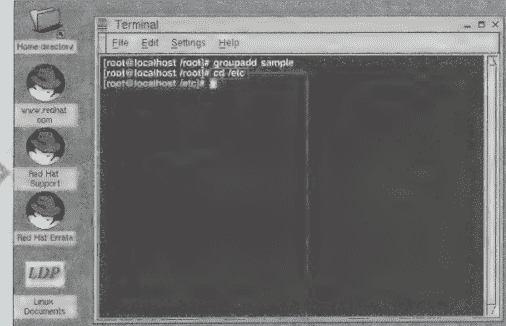 Home directory
www.redhat
com
Red Hat
Support
Red Hat Errata
LDP
Linux
Documents
Terminal
File Edit Settings Help
[root@localhost /root]# groupadd sample
[root@localhost /root]# cd /etc
[root@localhost /etc]#